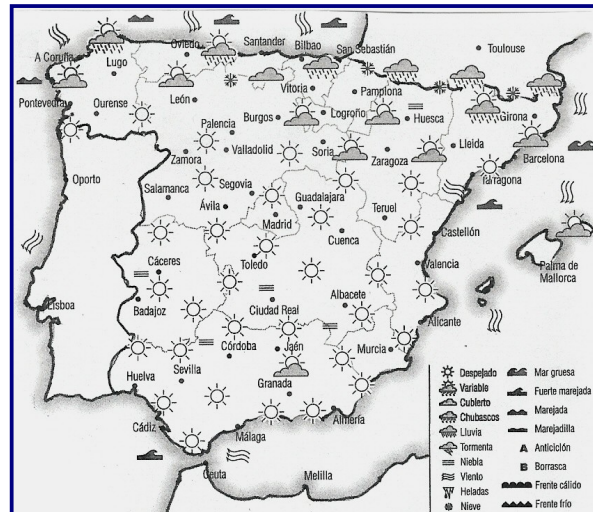 Oviedo
Santander
Bilbao
San Sebastián
Toulouse
A Coruña
Lugo
Vitoria
Pamplona
Pontevedra
Ourense
León
Burgos
Logroño
Huesca
Girona
Palencia
Zamora
Valladolid
Soria
Zaragoza
Lleida
Barcelona
Tarragona
Oporto
Salamanca
Segovia
Guadalajara
Ávila
Madrid
Teruel
Cuenca
Castellón
Cáceres
Toledo
Valencia
Palma de
Mallorca
Lisboa
Badajoz
Ciudad Real
Albacete
Alicante
Córdoba
Jaén
Murcia
Huelva
Sevilla
Granada
Cádiz
Málaga
Almería
Ceuta
Melilla
Despejado
Variable
Cubierto
Chubascos
Lluvia
Tormenta
Niebla
Viento
Heladas
Nieve
Mar gruesa
Fuerte marejada
Marejada
Marejadilla
A Anticiclón
B Borrasca
Frente cálido
Frente frío